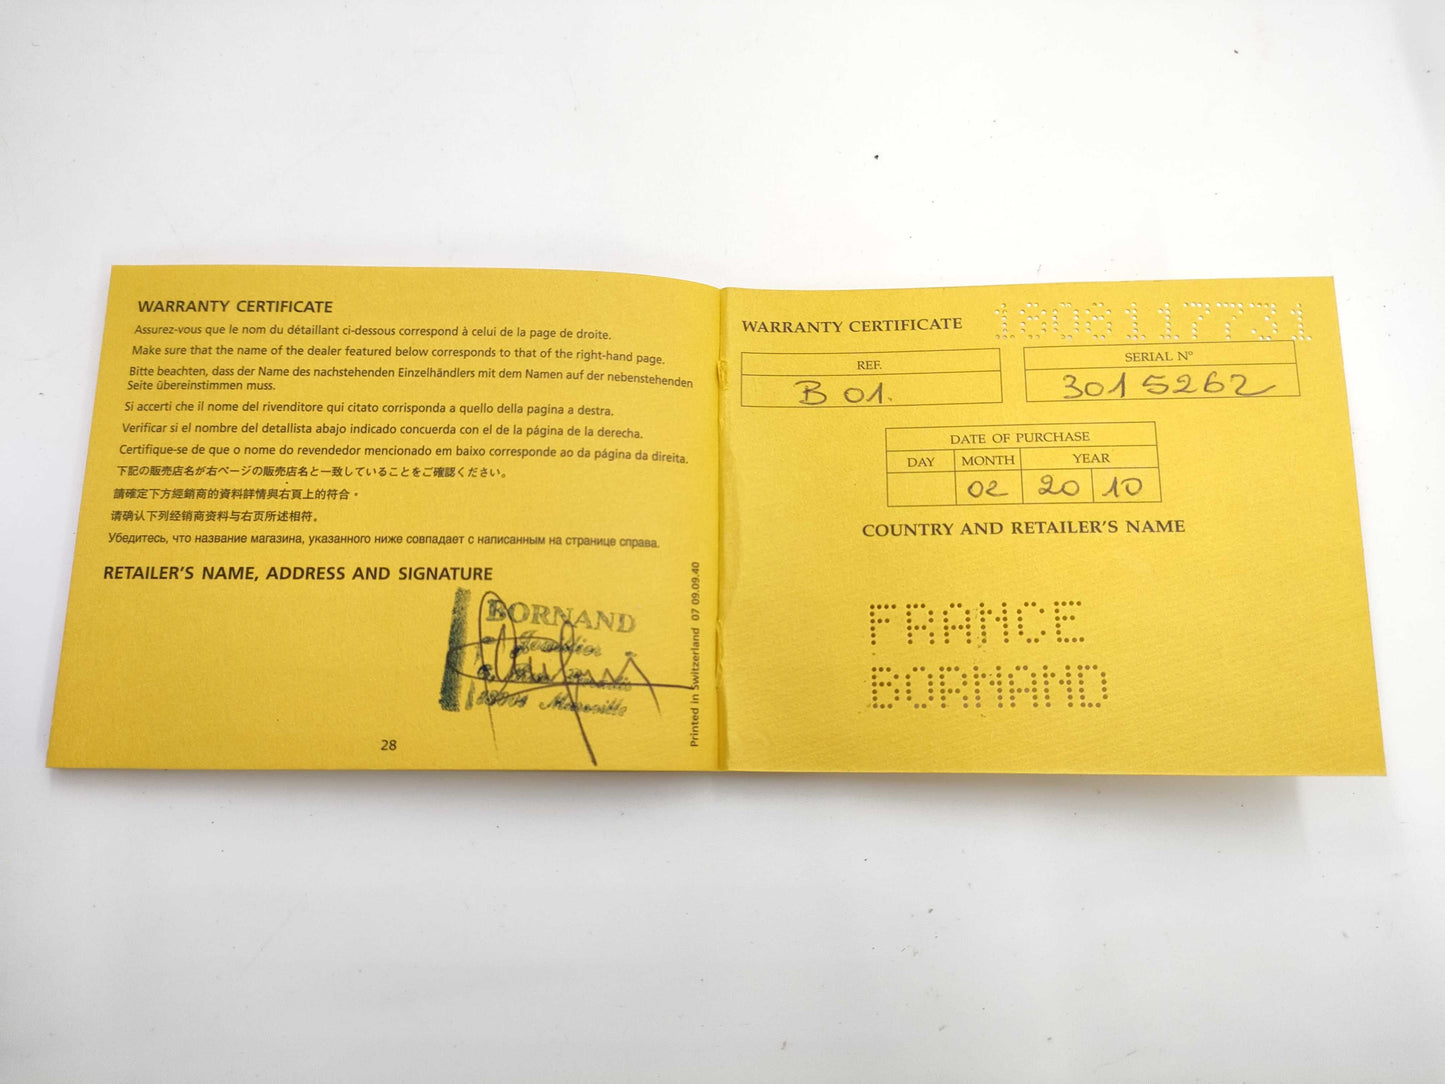 WARRANTY CERTIFICATE
Assurez-vous que le nom du détaillant ci-dessous correspond à celui de la page de droite.
Make sure that the name of the dealer featured below corresponds to that of the right-hand page.
Bitte beachten, dass der Name des nachstehenden Einzelhändlers mit dem Namen auf der nebenstehenden
Seite übereinstimmen muss.
Si accerti che il nome del rivenditore qui citato corrisponda a quello della pagina a destra.
Verificar si el nombre del detallista abajo indicado concuerda con el de la página de la derecha.
Certifique-se de que o nome do revendedor mencionado em baixo corresponde ao da página da direita.
下記の販売店名が右ページの販売店名と一致していることをご確認ください。
請確定下方經銷商的資料詳情與右頁上的符合。
请确认下列经销商资料与右页所述相符。
Убедитесь, что название магазина, указанного ниже совпадает с написанным на странице справа.
RETAILER'S NAME, ADDRESS AND SIGNATURE
BORNAND
Joaillier
Marseille
28
Printed in Switzerland 07 09.09.40
WARRANTY CERTIFICATE
1808117731
REF.
B 01.
SERIAL N°
3015262
DATE OF PURCHASE
DAY MONTH YEAR
02 20 10
COUNTRY AND RETAILER'S NAME
FRANCE
BORNAND